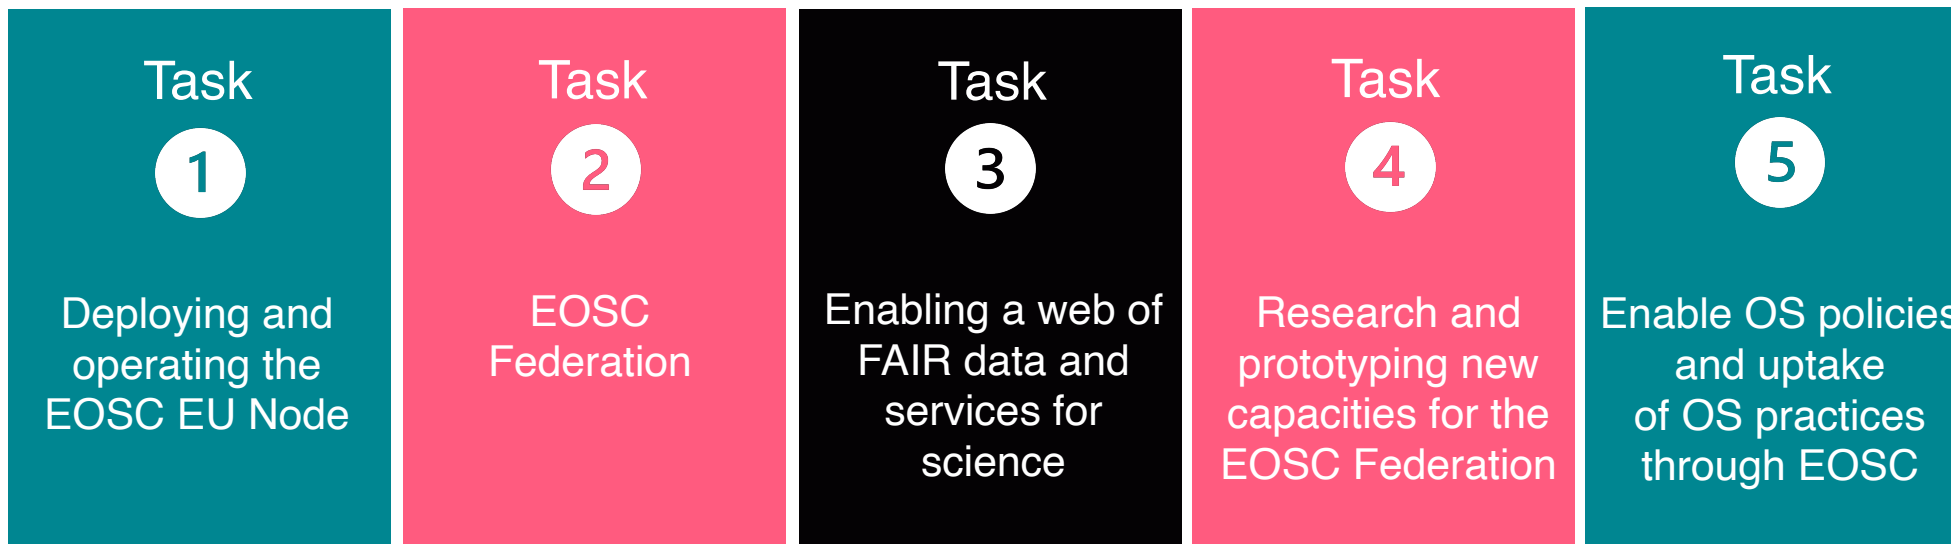 Task
1
Deploying and
operating the
EOSC EU Node
Task
2
EOSC
Federation
Task
3
Enabling a web of
FAIR data and
services for
science
Task
4
Research and
prototyping new
capacities for the
EOSC Federation
Task
5
Enable OS policies
and uptake
of OS practices
through EOSC